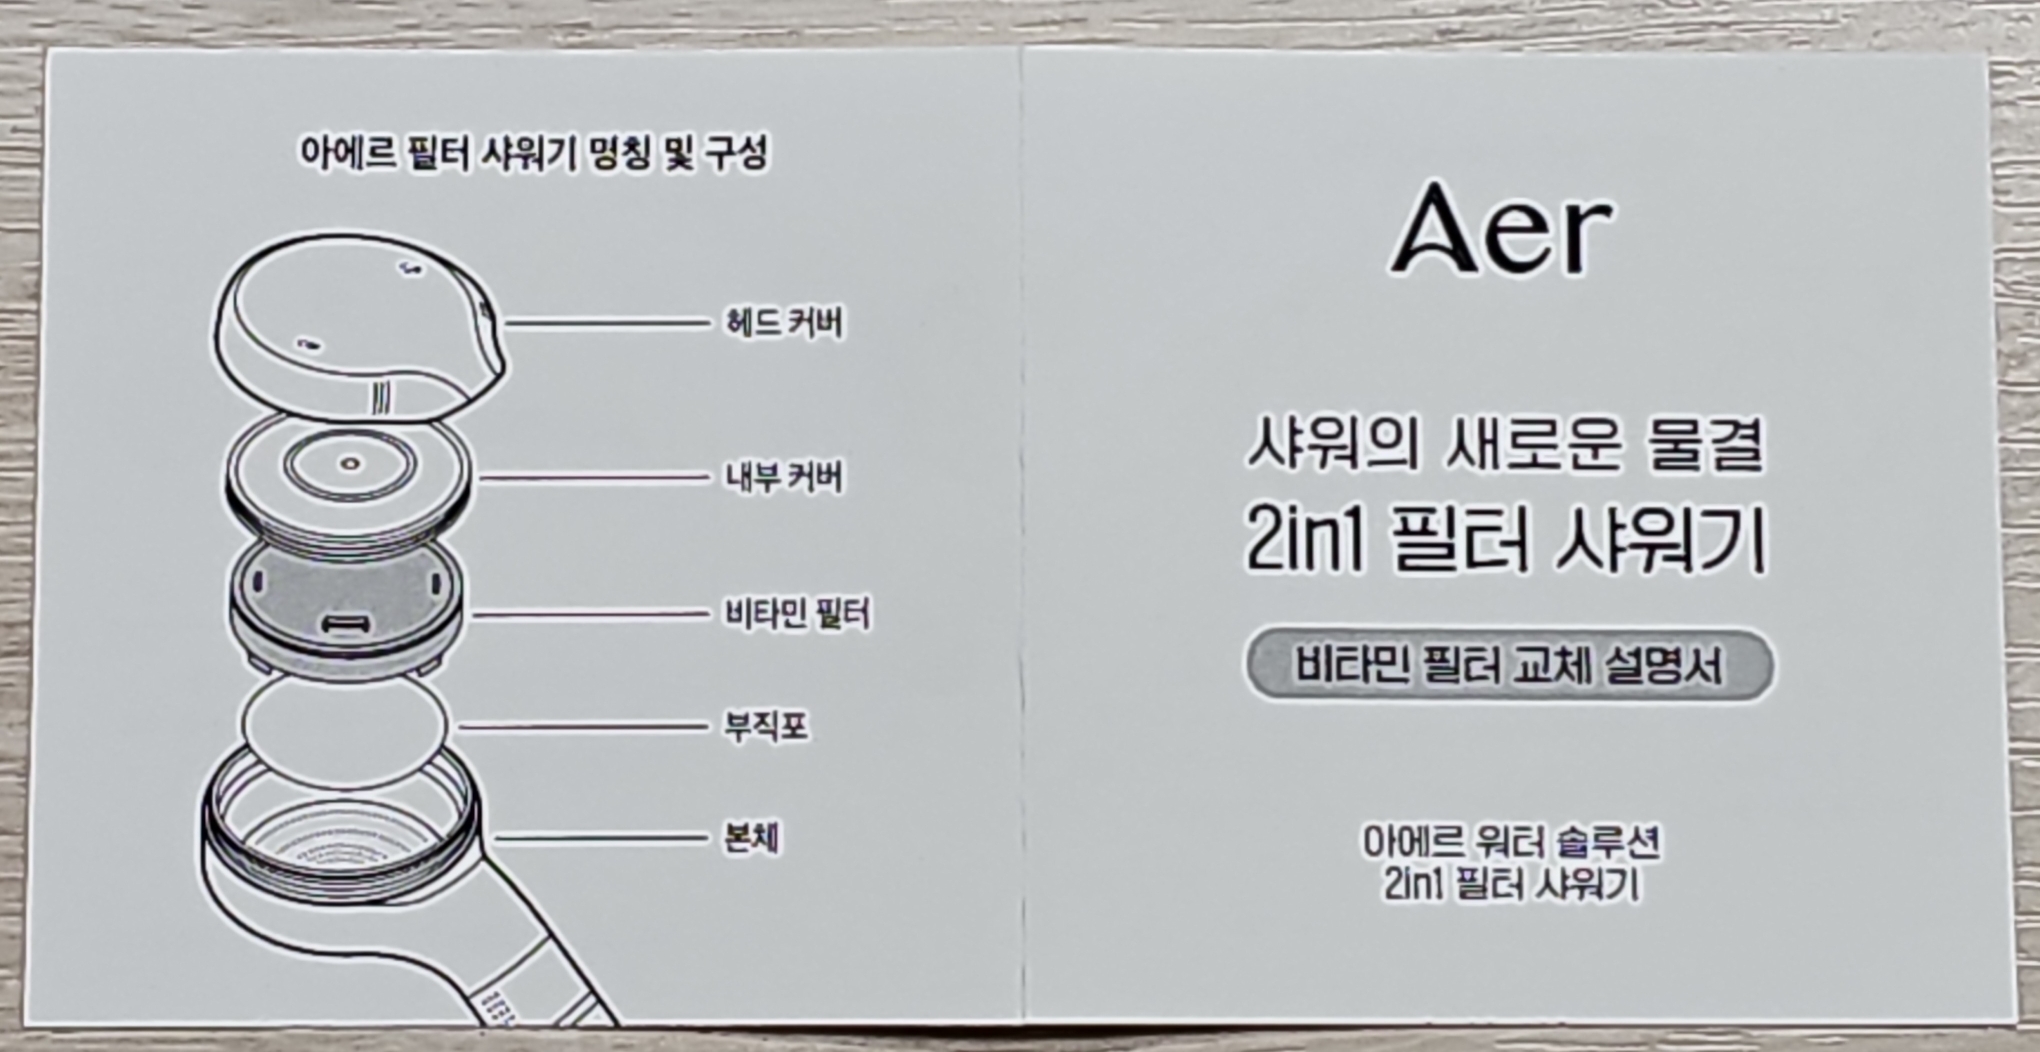 아에르 필터 샤워기 명칭 및 구성
헤드 커버
내부 커버
비타민 필터
부직포
본체
Aer
샤워의 새로운 물결
2in1 필터 샤워기
비타민 필터 교체 설명서
아에르 워터 솔루션
2in1 필터 샤워기